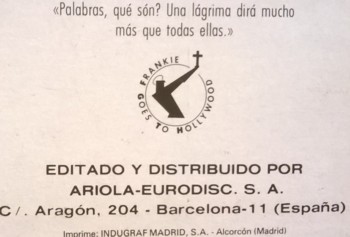 «Palabras, qué són? Una lágrima dirá mucho
más que todas ellas.»
FRANKIE
GOES TO HOLLYWOOD
EDITADO Y DISTRIBUIDO POR
ARIOLA-EURODISC. S. A.
C/. Aragón, 204 - Barcelona-11 (España)
Imprime: INDUGRAF MADRID, S.A. - Alcorcón (Madrid)